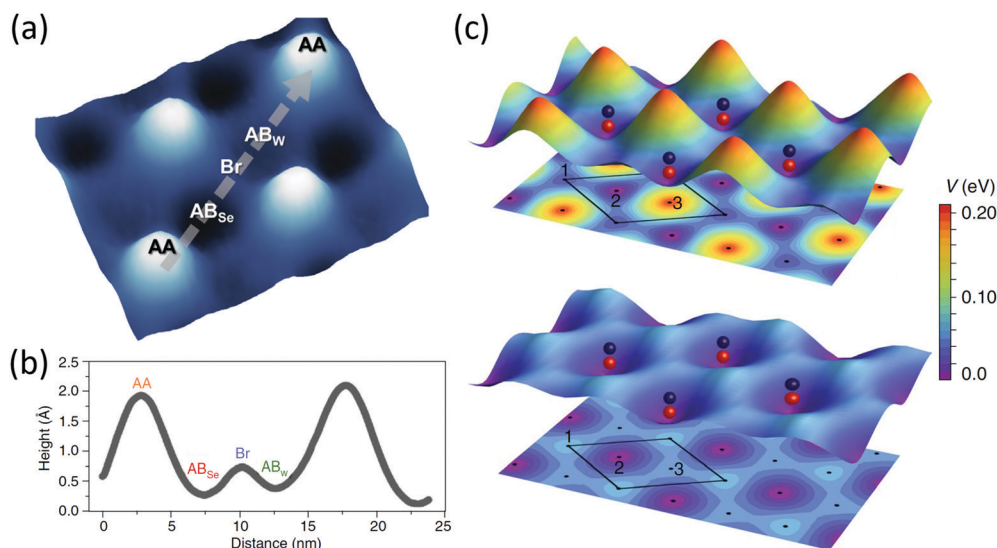 (a)
AA
AB_W
Br
AB_Se
AA
(b)
Height (Å)
2.5
2.0
1.5
1.0
0.5
0.0
AA
AB_Se
Br
AB_W
0
5
10
15
20
25
Distance (nm)
(c)
1
2
3
V (eV)
0.20
0.10
0.0
1
2
3